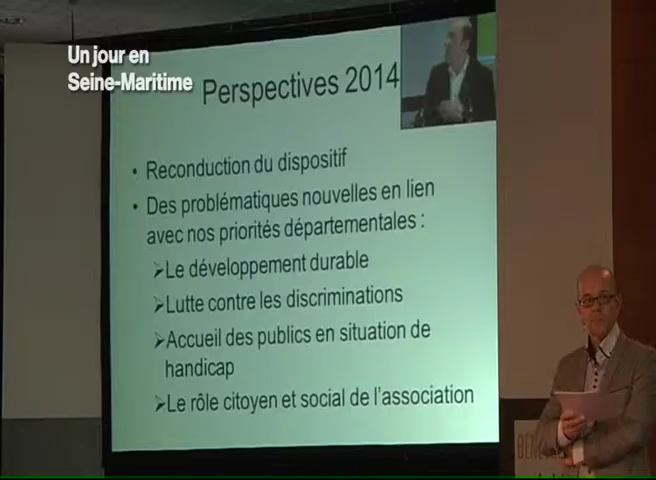 Un jour en
Seine-Maritime
Perspectives 2014
• Reconduction du dispositif
• Des problématiques nouvelles en lien
avec nos priorités départementales :
➢Le développement durable
➢Lutte contre les discriminations
➢Accueil des publics en situation de
handicap
➢Le rôle citoyen et social de l'association